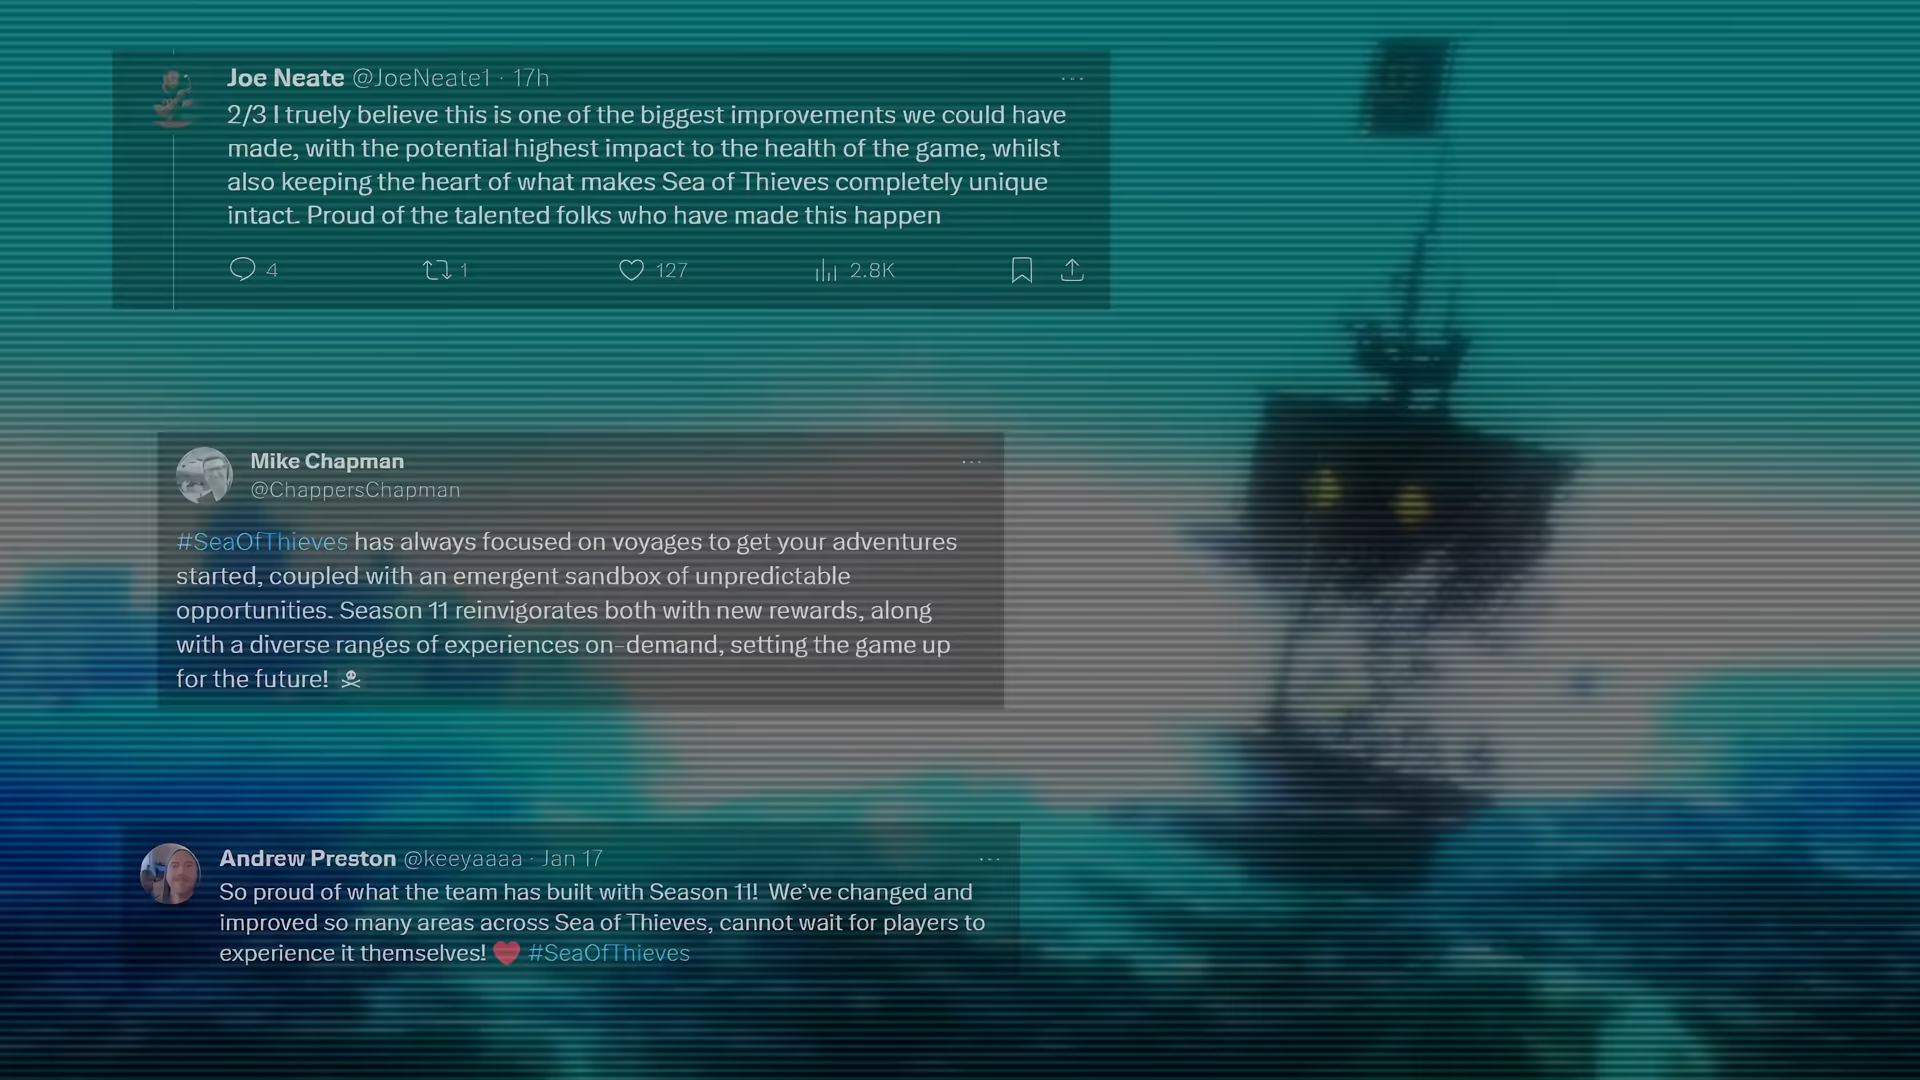 Joe Neate @JoeNeate1 · 17h
2/3 I truely believe this is one of the biggest improvements we could have
made, with the potential highest impact to the health of the game, whilst
also keeping the heart of what makes Sea of Thieves completely unique
intact. Proud of the talented folks who have made this happen
4 1 127 2.8K
Mike Chapman
@ChappersChapman
#SeaOfThieves has always focused on voyages to get your adventures
started, coupled with an emergent sandbox of unpredictable
opportunities. Season 11 reinvigorates both with new rewards, along
with a diverse ranges of experiences on-demand, setting the game up
for the future! ☠
Andrew Preston @keeyaaaa · Jan 17
So proud of what the team has built with Season 11! We've changed and
improved so many areas across Sea of Thieves, cannot wait for players to
experience it themselves! ❤️ #SeaOfThieves